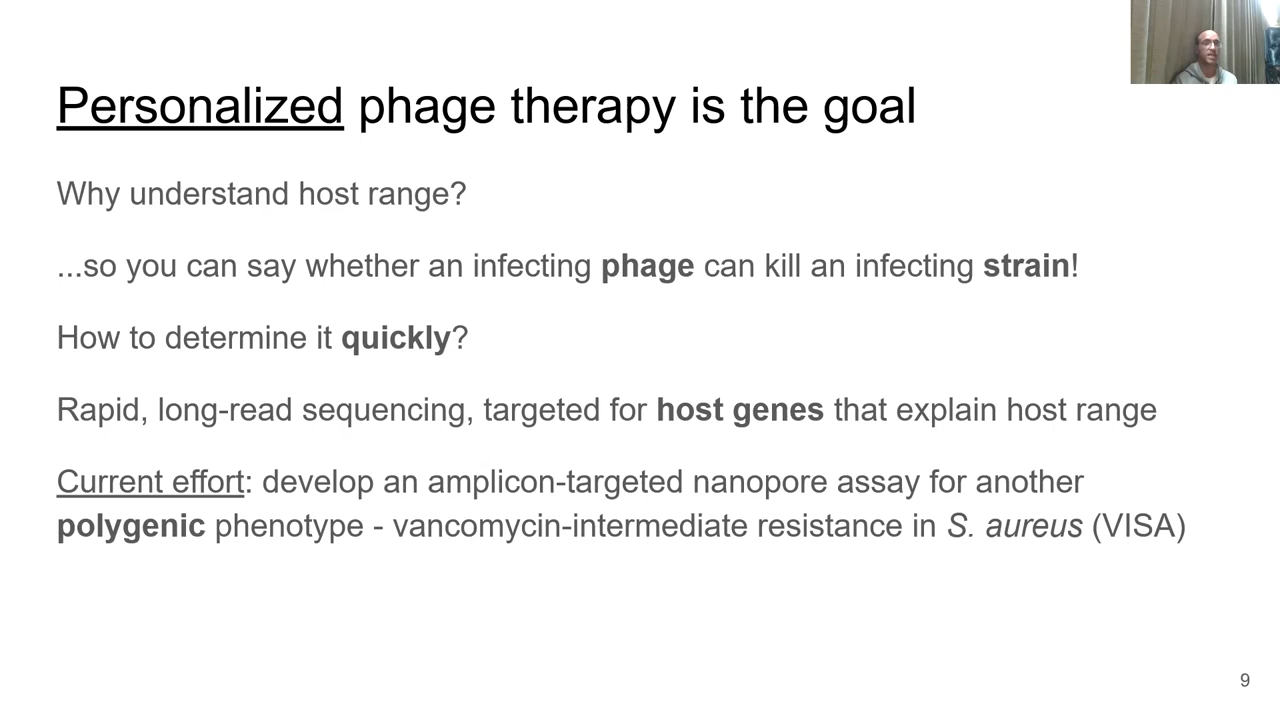 Personalized phage therapy is the goal
Why understand host range?
...so you can say whether an infecting phage can kill an infecting strain!
How to determine it quickly?
Rapid, long-read sequencing, targeted for host genes that explain host range
Current effort: develop an amplicon-targeted nanopore assay for another
polygenic phenotype - vancomycin-intermediate resistance in S. aureus (VISA)
9